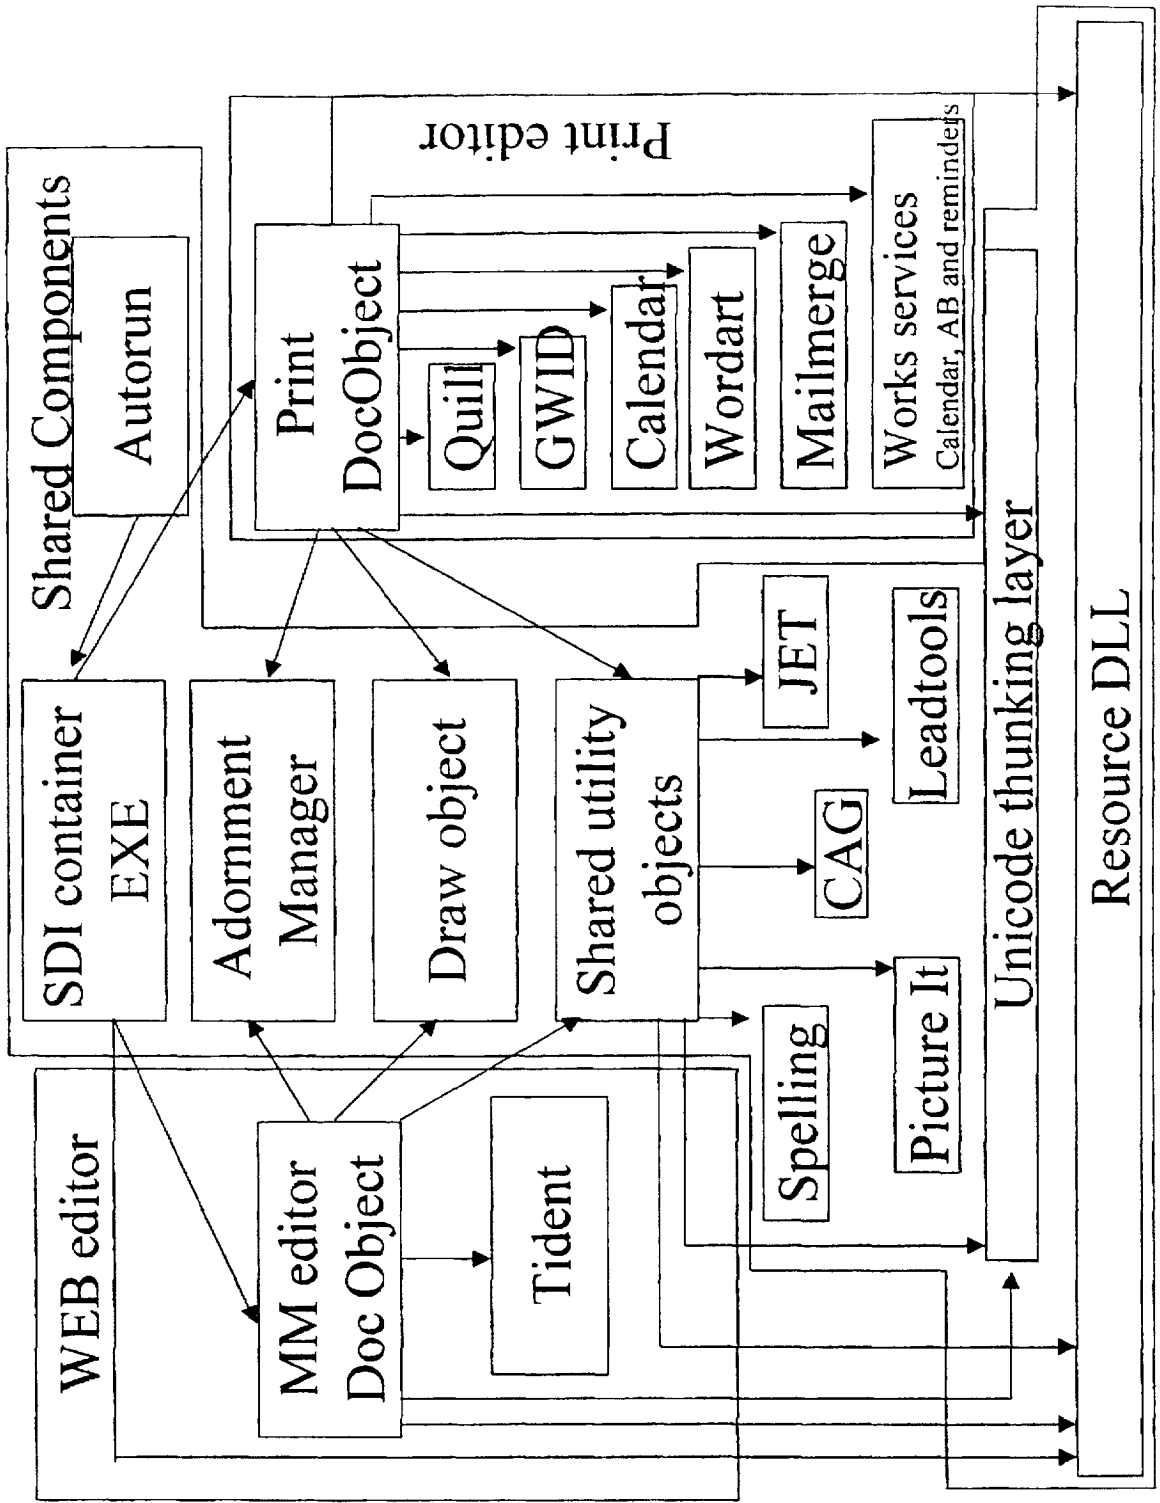 Shared Components
WEB editor
SDI container
EXE
Autorun
MM editor
Doc Object
Adornment
Manager
Print
DocObject
Print editor
Tident
Draw object
Quill
GWID
Shared utility
objects
Calendar
Wordart
Spelling
JET
Mailmerge
CAG
Picture It
Leadtools
Works services
Calendar, AB and reminders
Unicode thunking layer
Resource DLL